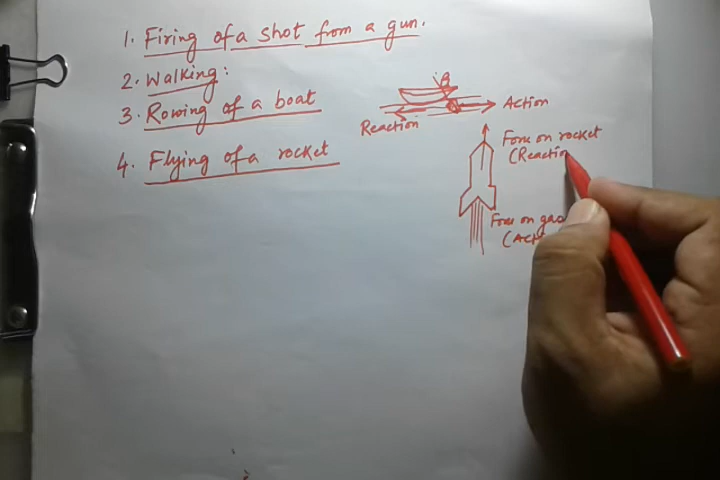 1. Firing of a shot from a gun.
2. Walking:
3. Rowing of a boat
Action
Reaction
4. Flying of a rocket
Force on rocket
(Reaction
Force on gas
(Act